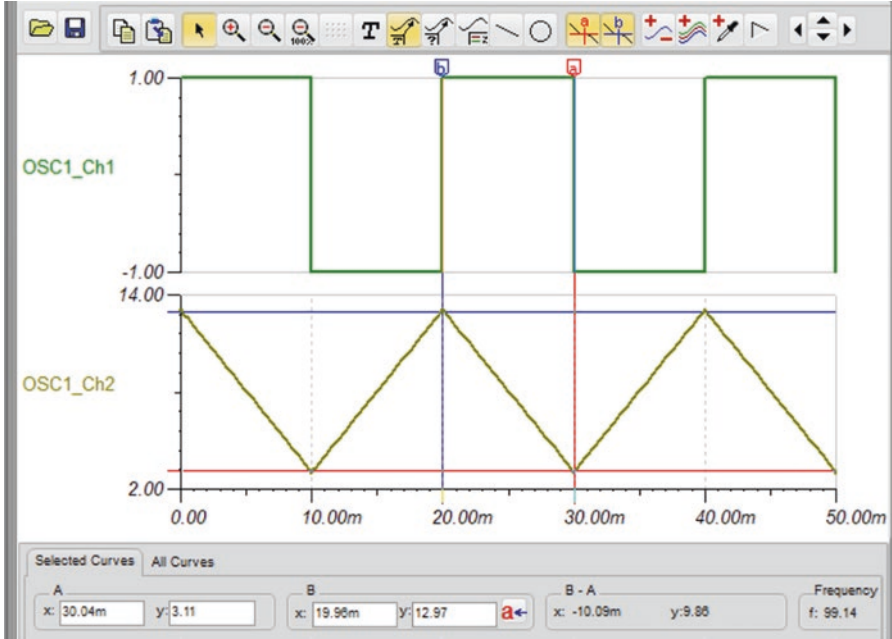 100%
T
?
?|
=z
a
b
b
a
1.00
OSC1_Ch1
-1.00
14.00
OSC1_Ch2
2.00
0.00 10.00m 20.00m 30.00m 40.00m 50.00m
Selected Curves All Curves
A B B - A Frequency
x: 30.04m y: 3.11 x: 19.96m y: 12.97 a x: -10.09m y:9.86 f: 99.14